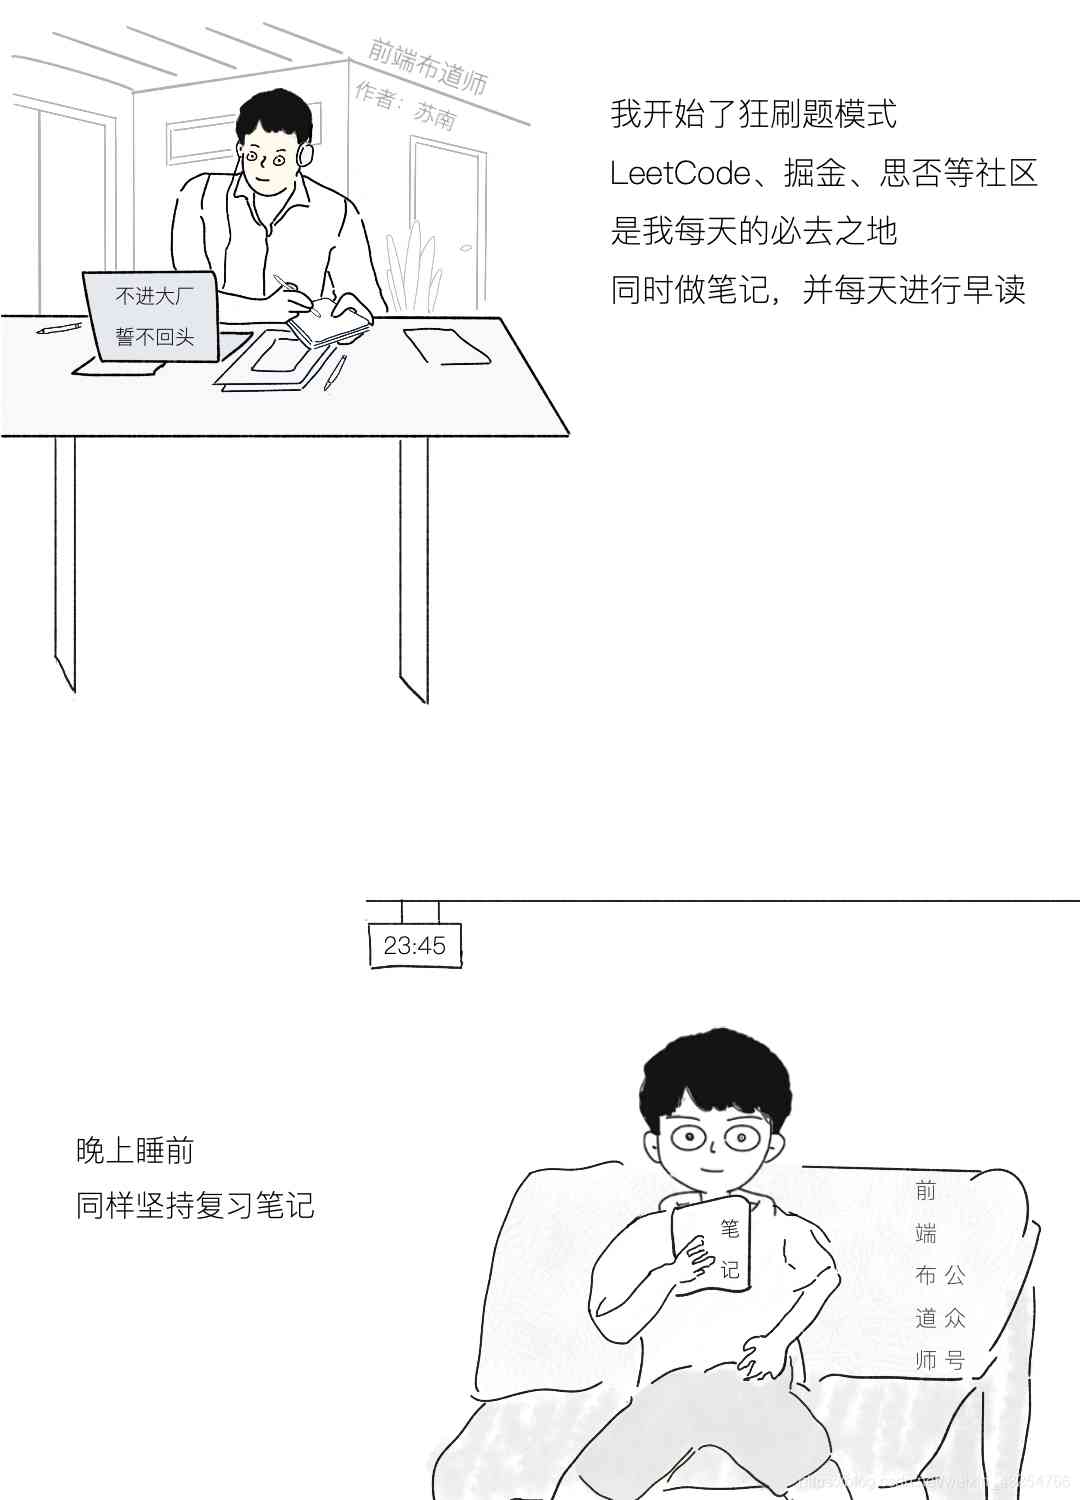 前端布道师
作者：苏南
我开始了狂刷题模式
LeetCode、掘金、思否等社区
是我每天的必去之地
同时做笔记，并每天进行早读
不进大厂
誓不回头
23:45
晚上睡前
同样坚持复习笔记
笔记
公众号
前端布道师